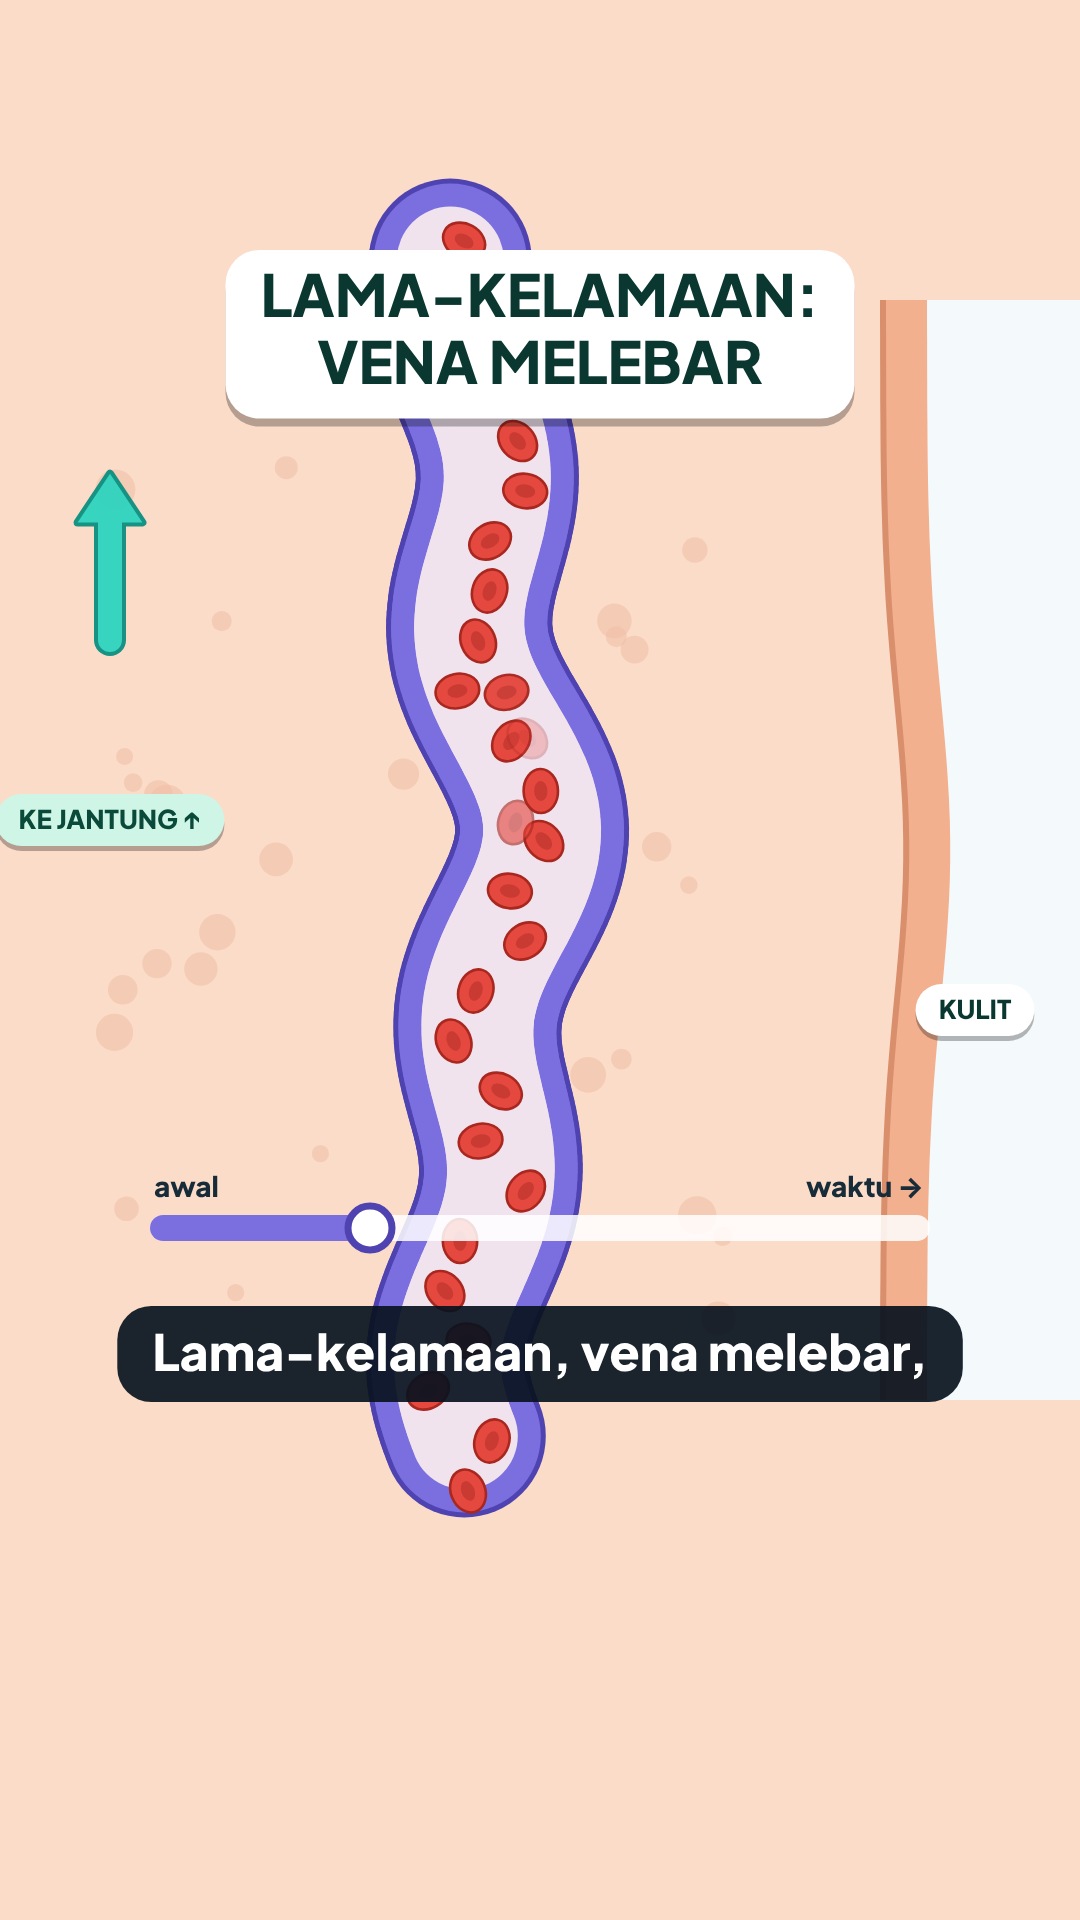 LAMA-KELAMAAN:
VENA MELEBAR
KE JANTUNG ↑
KULIT
awal
waktu →
Lama-kelamaan, vena melebar,